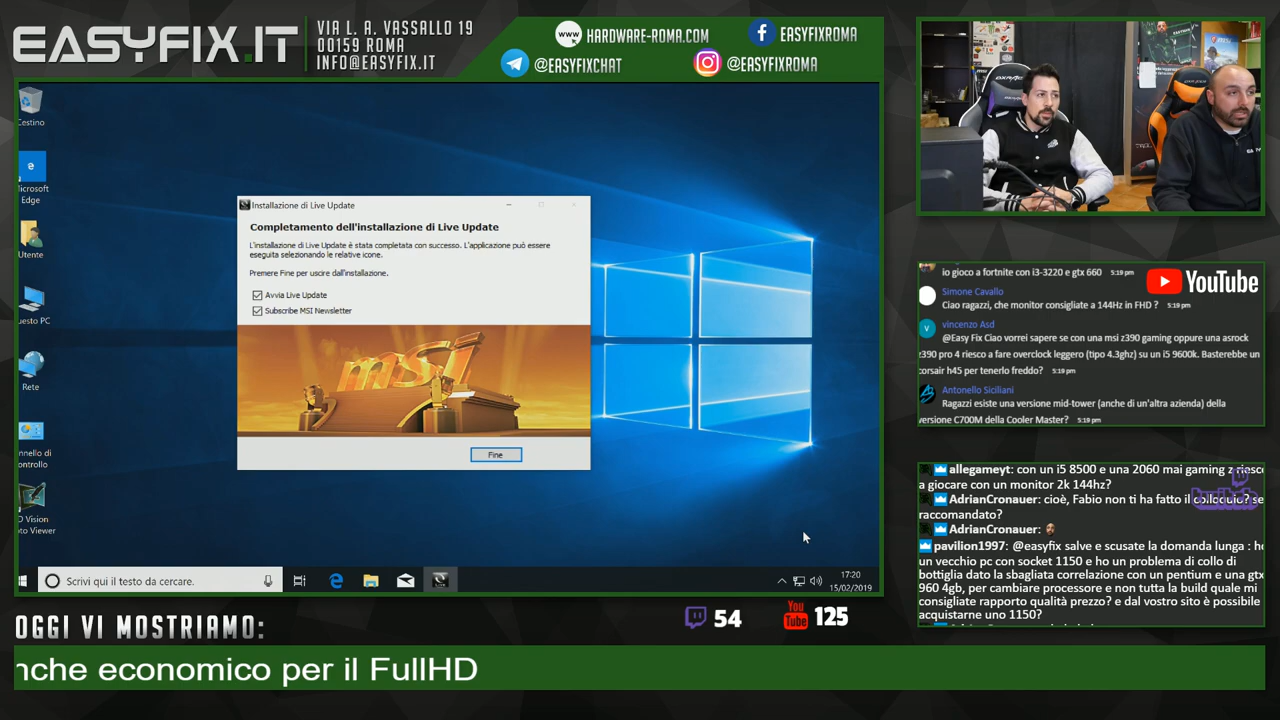 EASYFIX.IT
VIA L. A. VASSALLO 19
00159 ROMA
INFO@EASYFIX.IT
www
HARDWARE-ROMA.COM
EASYFIXROMA
@EASYFIXCHAT
@EASYFIXROMA
Cestino
Microsoft
Edge
Utente
uesto PC
Rete
nnello di
ontrollo
D Vision
oto Viewer
Installazione di Live Update
Completamento dell'installazione di Live Update
L'installazione di Live Update è stata completata con successo. L'applicazione può essere
eseguita selezionando le relative icone.
Premere Fine per uscire dall'installazione.
Avvia Live Update
Subscribe MSI Newsletter
msi
Fine
Scrivi qui il testo da cercare.
17:20
15/02/2019
io gioco a fortnite con i3-3220 e gtx 660 5:19 pm
YouTube
Simone Cavallo
Ciao ragazzi, che monitor consigliate a 144Hz in FHD ? 5:19 pm
vincenzo Asd
@Easy Fix Ciao vorrei sapere se con una msi z390 gaming oppure una asrock
z390 pro 4 riesco a fare overclock leggero (tipo 4.3ghz) su un i5 9600k. Basterebbe un
corsair h45 per tenerlo freddo? 5:19 pm
Antonello Siciliani
Ragazzi esiste una versione mid-tower (anche di un'altra azienda) della
versione C700M della Cooler Master? 5:19 pm
allegameyt: con un i5 8500 e una 2060 mai gaming z riesco
a giocare con un monitor 2k 144hz?
twitch
AdrianCronauer: cioè, Fabio non ti ha fatto il colloquio? sei
raccomandato?
AdrianCronauer:
pavilion1997: @easyfix salve e scusate la domanda lunga : ho
un vecchio pc con socket 1150 e ho un problema di collo di
bottiglia dato la sbagliata correlazione con un pentium e una gtx
960 4gb, per cambiare processore e non tutta la build quale mi
consigliate rapporto qualità prezzo? e dal vostro sito è possibile
acquistarne uno 1150?
OGGI VI MOSTRIAMO:
54
You
Tube
125
nche economico per il FullHD